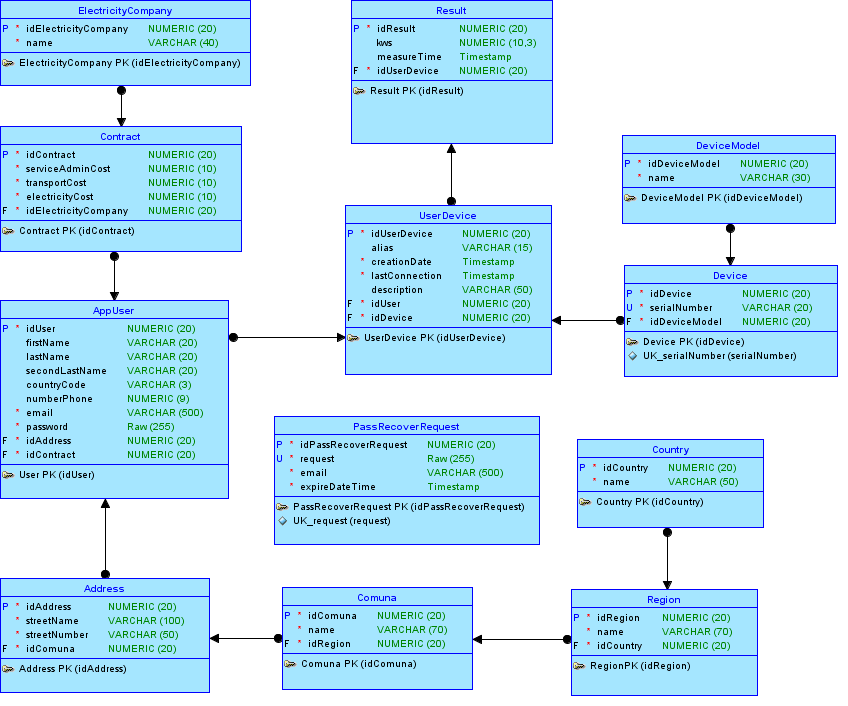 ElectricityCompany
P * idElectricityCompany NUMERIC (20)
* name VARCHAR (40)
ElectricityCompany PK (idElectricityCompany)
Result
P * idResult NUMERIC (20)
kws NUMERIC (10,3)
measureTime Timestamp
F * idUserDevice NUMERIC (20)
Result PK (idResult)
Contract
P * idContract NUMERIC (20)
* serviceAdminCost NUMERIC (10)
* transportCost NUMERIC (10)
* electricityCost NUMERIC (10)
F * idElectricityCompany NUMERIC (20)
Contract PK (idContract)
DeviceModel
P * idDeviceModel NUMERIC (20)
* name VARCHAR (30)
DeviceModel PK (idDeviceModel)
UserDevice
P * idUserDevice NUMERIC (20)
alias VARCHAR (15)
* creationDate Timestamp
* lastConnection Timestamp
description VARCHAR (50)
F * idUser NUMERIC (20)
F * idDevice NUMERIC (20)
UserDevice PK (idUserDevice)
Device
P * idDevice NUMERIC (20)
U * serialNumber VARCHAR (20)
F * idDeviceModel NUMERIC (20)
Device PK (idDevice)
UK_serialNumber (serialNumber)
AppUser
P * idUser NUMERIC (20)
firstName VARCHAR (20)
lastName VARCHAR (20)
secondLastName VARCHAR (20)
countryCode VARCHAR (3)
numberPhone NUMERIC (9)
* email VARCHAR (500)
* password Raw (255)
F * idAddress NUMERIC (20)
F * idContract NUMERIC (20)
User PK (idUser)
PassRecoverRequest
P * idPassRecoverRequest NUMERIC (20)
U * request Raw (255)
* email VARCHAR (500)
* expireDateTime Timestamp
PassRecoverRequest PK (idPassRecoverRequest)
UK_request (request)
Country
P * idCountry NUMERIC (20)
* name VARCHAR (50)
Country PK (idCountry)
Address
P * idAddress NUMERIC (20)
* streetName VARCHAR (100)
* streetNumber VARCHAR (50)
F * idComuna NUMERIC (20)
Address PK (idAddress)
Comuna
P * idComuna NUMERIC (20)
* name VARCHAR (70)
F * idRegion NUMERIC (20)
Comuna PK (idComuna)
Region
P * idRegion NUMERIC (20)
* name VARCHAR (70)
F * idCountry NUMERIC (20)
RegionPK (idRegion)